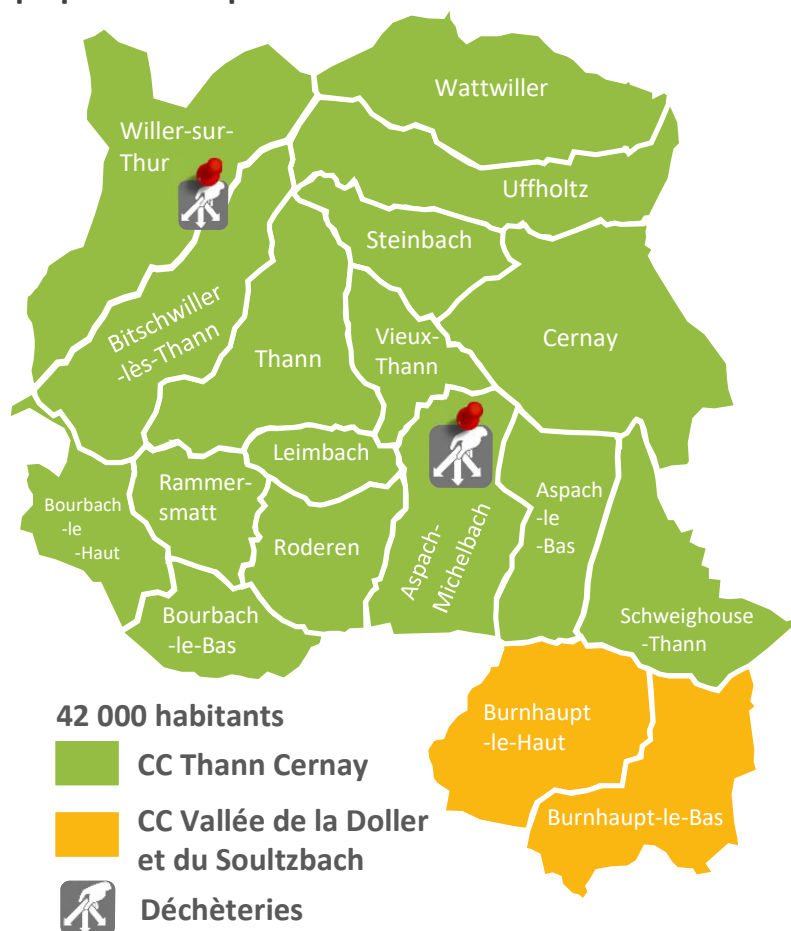 Wattwiller
Willer-sur-
Thur
Uffholtz
Steinbach
Bitschwiller
-lès-Thann
Vieux-
Thann
Cernay
Thann
Leimbach
Rammer-
smatt
Bourbach
-le
-Haut
Roderen
Aspach-
Michelbach
Aspach
-le
-Bas
Bourbach
-le-Bas
Schweighouse
-Thann
Burnhaupt
-le-Haut
Burnhaupt-le-Bas
42 000 habitants
CC Thann Cernay
CC Vallée de la Doller
et du Soultzbach
Déchèteries